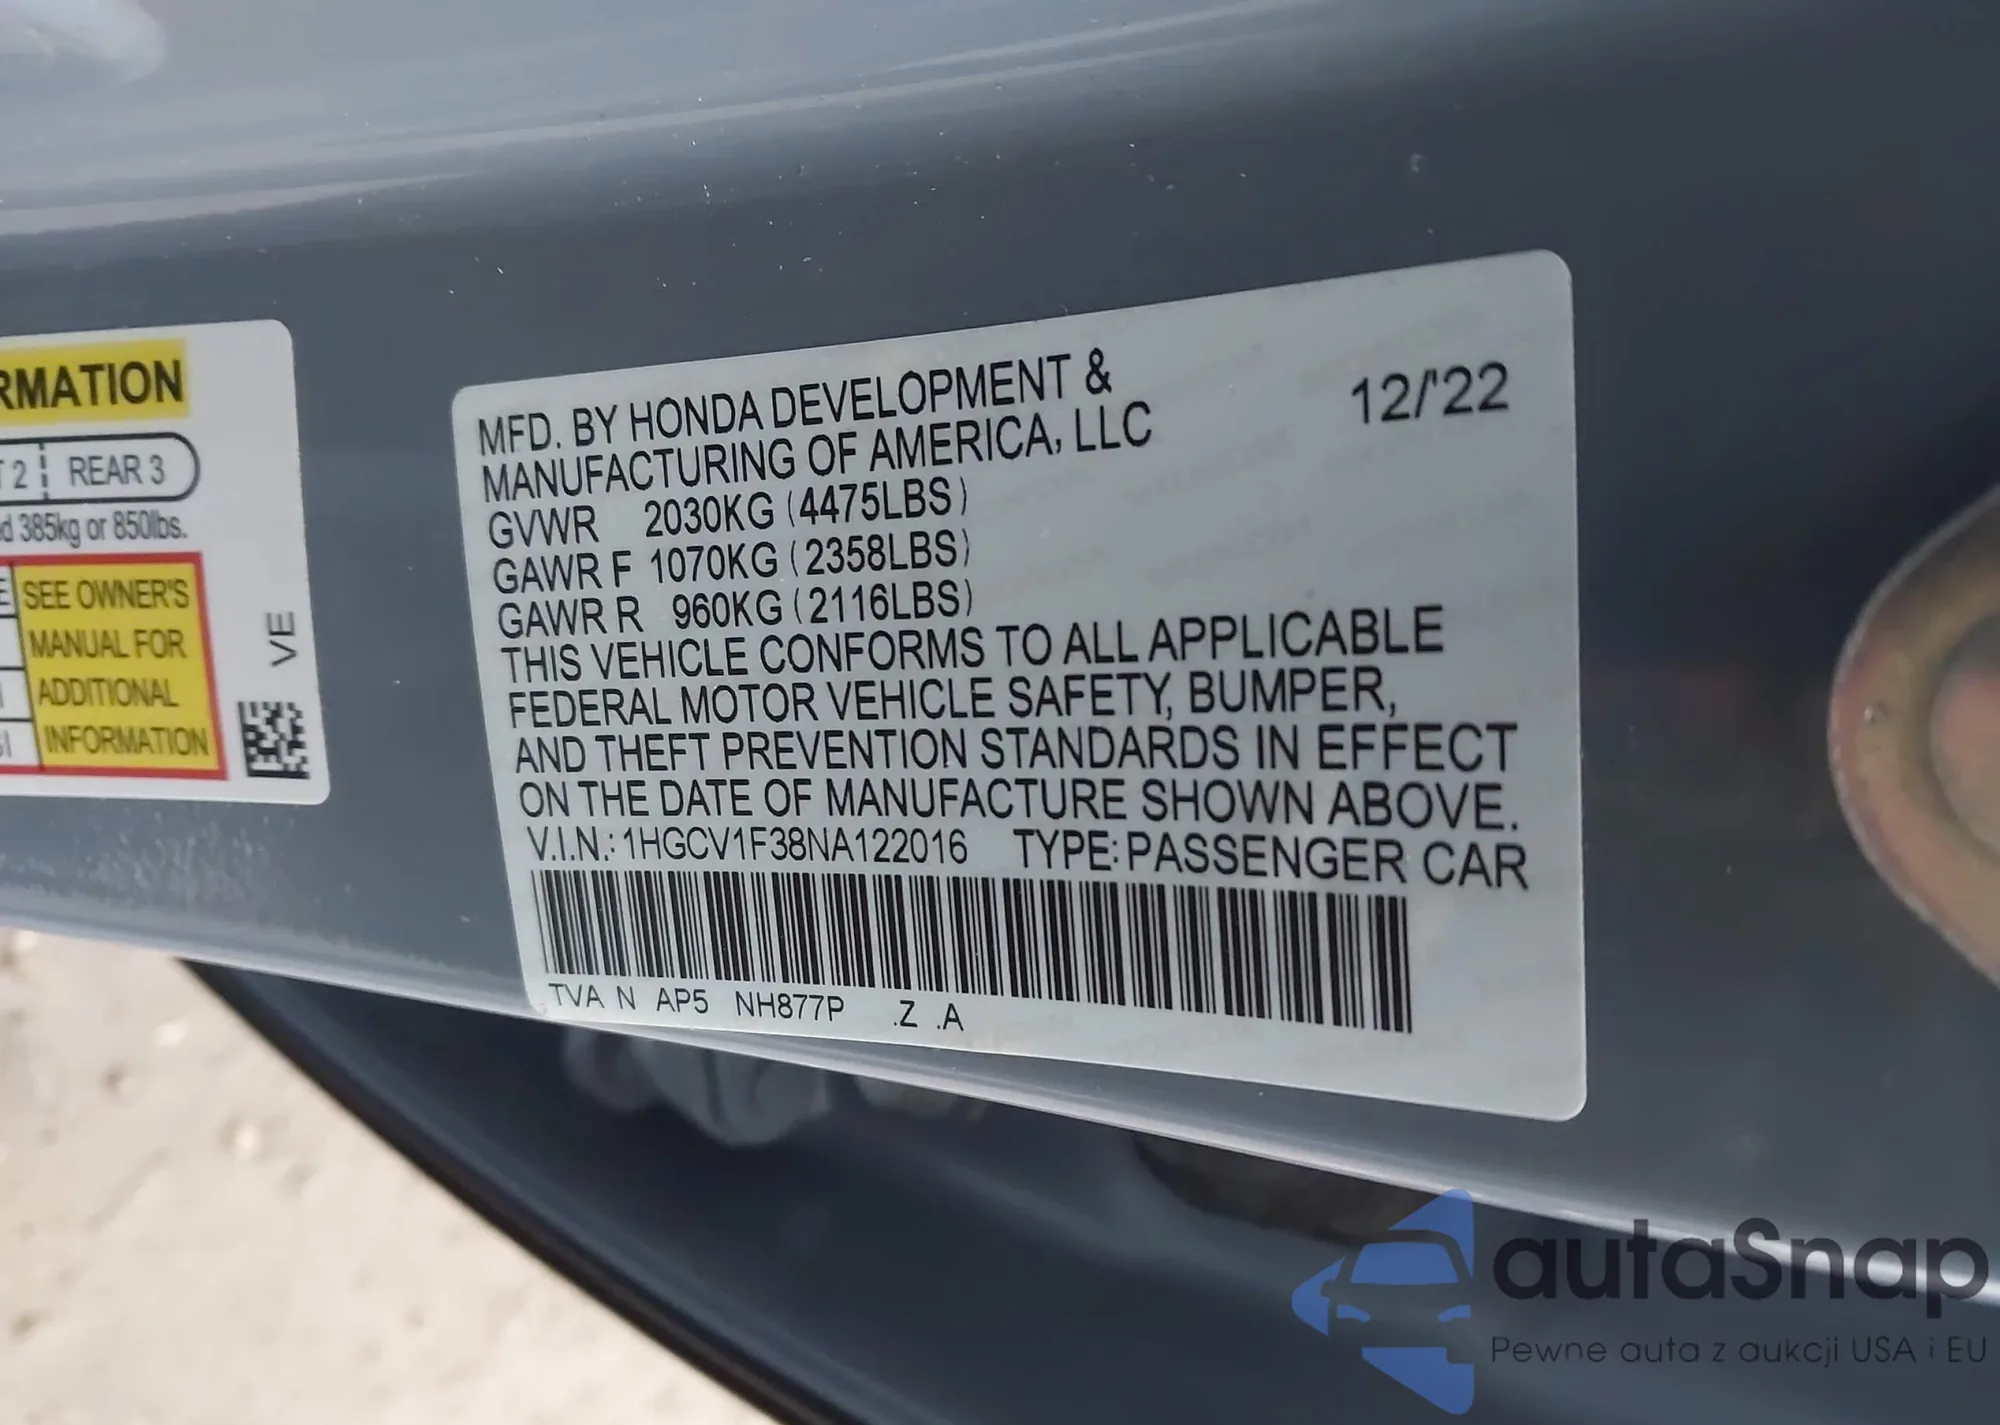 RMATION
T 2 REAR 3
d 385kg or 850lbs.
E SEE OWNER'S
MANUAL FOR
ADDITIONAL
INFORMATION
VE
MFD. BY HONDA DEVELOPMENT &
MANUFACTURING OF AMERICA, LLC
12/'22
GVWR 2030KG (4475LBS)
GAWR F 1070KG (2358LBS)
GAWR R 960KG (2116LBS)
THIS VEHICLE CONFORMS TO ALL APPLICABLE
FEDERAL MOTOR VEHICLE SAFETY, BUMPER,
AND THEFT PREVENTION STANDARDS IN EFFECT
ON THE DATE OF MANUFACTURE SHOWN ABOVE.
V.I.N.: 1HGCV1F38NA122016 TYPE: PASSENGER CAR
TVA N AP5 NH877P .Z .A
autaSnap
Pewne auta z aukcji USA i EU